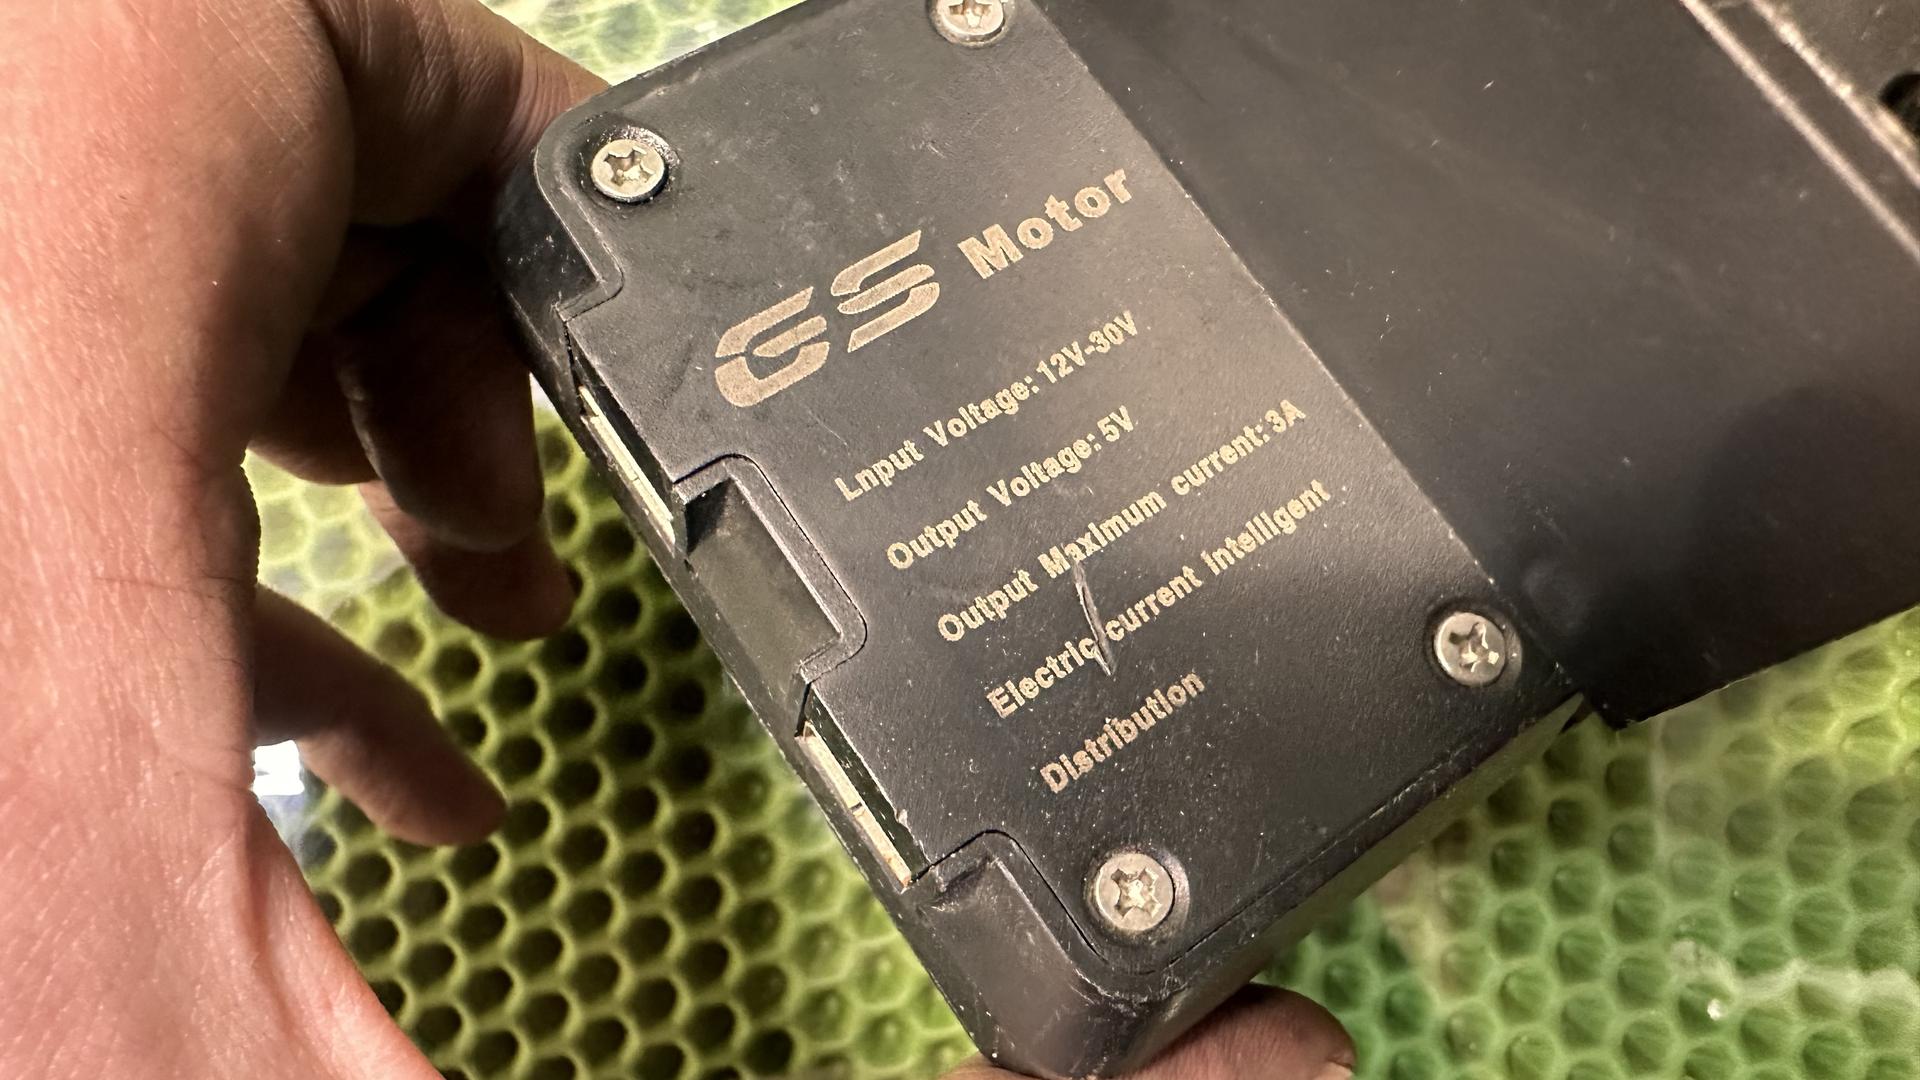 GS Motor
Lnput Voltage: 12V-30V
Output Voltage: 5V
Output Maximum current: 3A
Electric current intelligent
Distribution